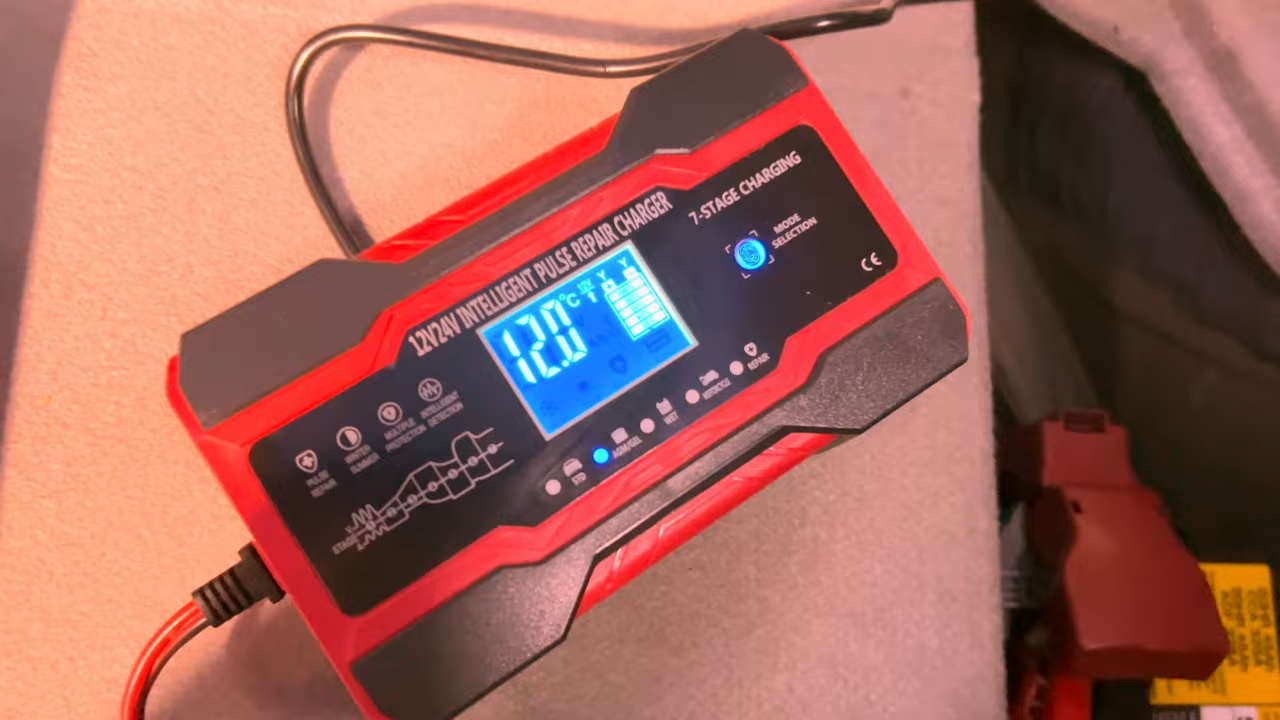 12V24V INTELLIGENT PULSE REPAIR CHARGER
7-STAGE CHARGING
MODE
SELECTION
CE
12.0 °C
12V
PULSE
REPAIR
WINTER
SUMMER
MULTIPLE
PROTECTION
INTELLIGENT
DETECTION
STAGE
STD
AGM/GEL
WET
MOTORCYCLE
REPAIR